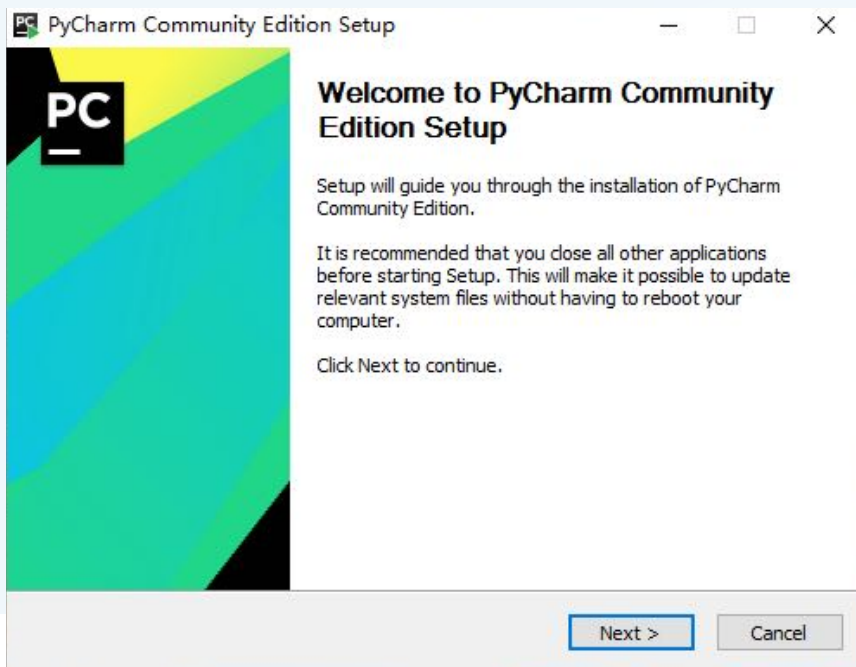 PyCharm Community Edition Setup
PC
Welcome to PyCharm Community
Edition Setup
Setup will guide you through the installation of PyCharm
Community Edition.
It is recommended that you close all other applications
before starting Setup. This will make it possible to update
relevant system files without having to reboot your
computer.
Click Next to continue.
Next >
Cancel